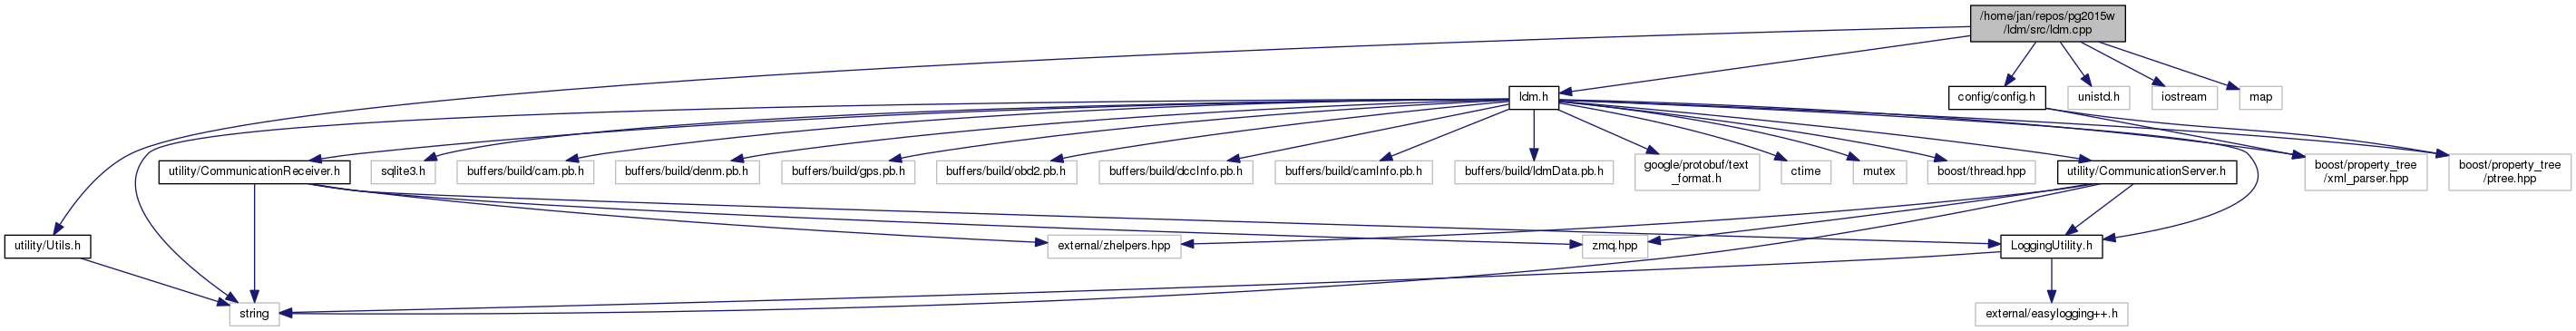 /home/jan/repos/pg2015w
/ldm/src/ldm.cpp
ldm.h
config/config.h
unistd.h
iostream
map
utility/CommunicationReceiver.h
sqlite3.h
buffers/build/cam.pb.h
buffers/build/denm.pb.h
buffers/build/gps.pb.h
buffers/build/obd2.pb.h
buffers/build/dccInfo.pb.h
buffers/build/camInfo.pb.h
buffers/build/ldmData.pb.h
google/protobuf/text
_format.h
ctime
mutex
boost/thread.hpp
utility/CommunicationServer.h
boost/property_tree
/xml_parser.hpp
boost/property_tree
/ptree.hpp
utility/Utils.h
external/zhelpers.hpp
zmq.hpp
LoggingUtility.h
string
external/easylogging++.h